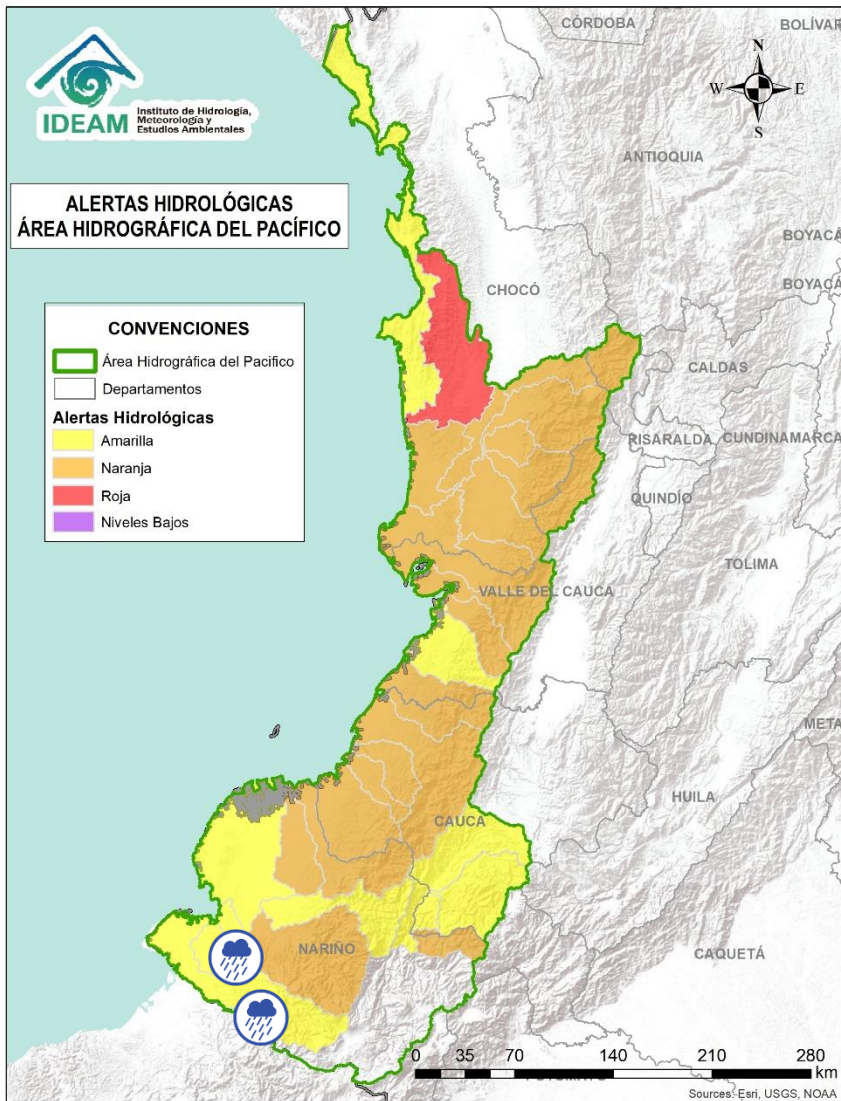 IDEAM
Instituto de Hidrología,
Meteorología y
Estudios Ambientales
ALERTAS HIDROLÓGICAS
ÁREA HIDROGRÁFICA DEL PACÍFICO
CONVENCIONES
Área Hidrográfica del Pacifico
Departamentos
Alertas Hidrológicas
Amarilla
Naranja
Roja
Niveles Bajos
N
W
E
S
CÓRDOBA
BOLÍVAR
ANTIOQUIA
BOYACÁ
BOYACÁ
CHOCÓ
CALDAS
RISARALDA
CUNDINAMARCA
QUINDÍO
TOLIMA
VALLE DEL CAUCA
META
HUILA
CAUCA
NARIÑO
CAQUETÁ
0 35 70 140 210 280
km
Sources: Esri, USGS, NOAA